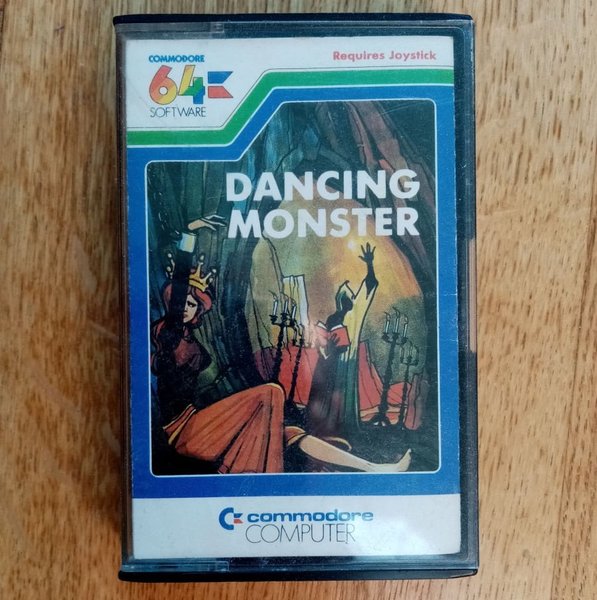 COMMODORE
64
SOFTWARE
Requires Joystick
DANCING
MONSTER
commodore
COMPUTER